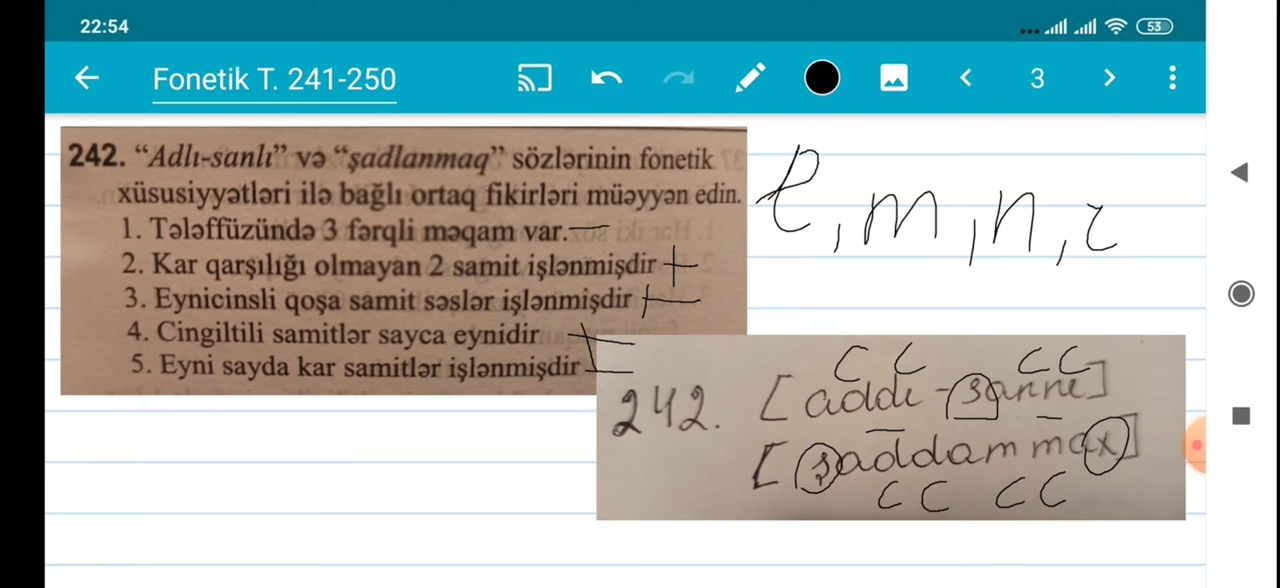 22:54
53
Fonetik T. 241-250
3
242. “Adlı-sanlı” və “şadlanmaq” sözlərinin fonetik
xüsusiyyətləri ilə bağlı ortaq fikirləri müəyyən edin.
1. Tələffüzündə 3 fərqli məqam var. —
2. Kar qarşılığı olmayan 2 samit işlənmişdir +
3. Eynicinsli qoşa samit səslər işlənmişdir +
4. Cingiltili samitlər sayca eynidir +
5. Eyni sayda kar samitlər işlənmişdir —
l, m, n, r
C C C C
242. [addı-sannı]
[şaddammax]
C C C C